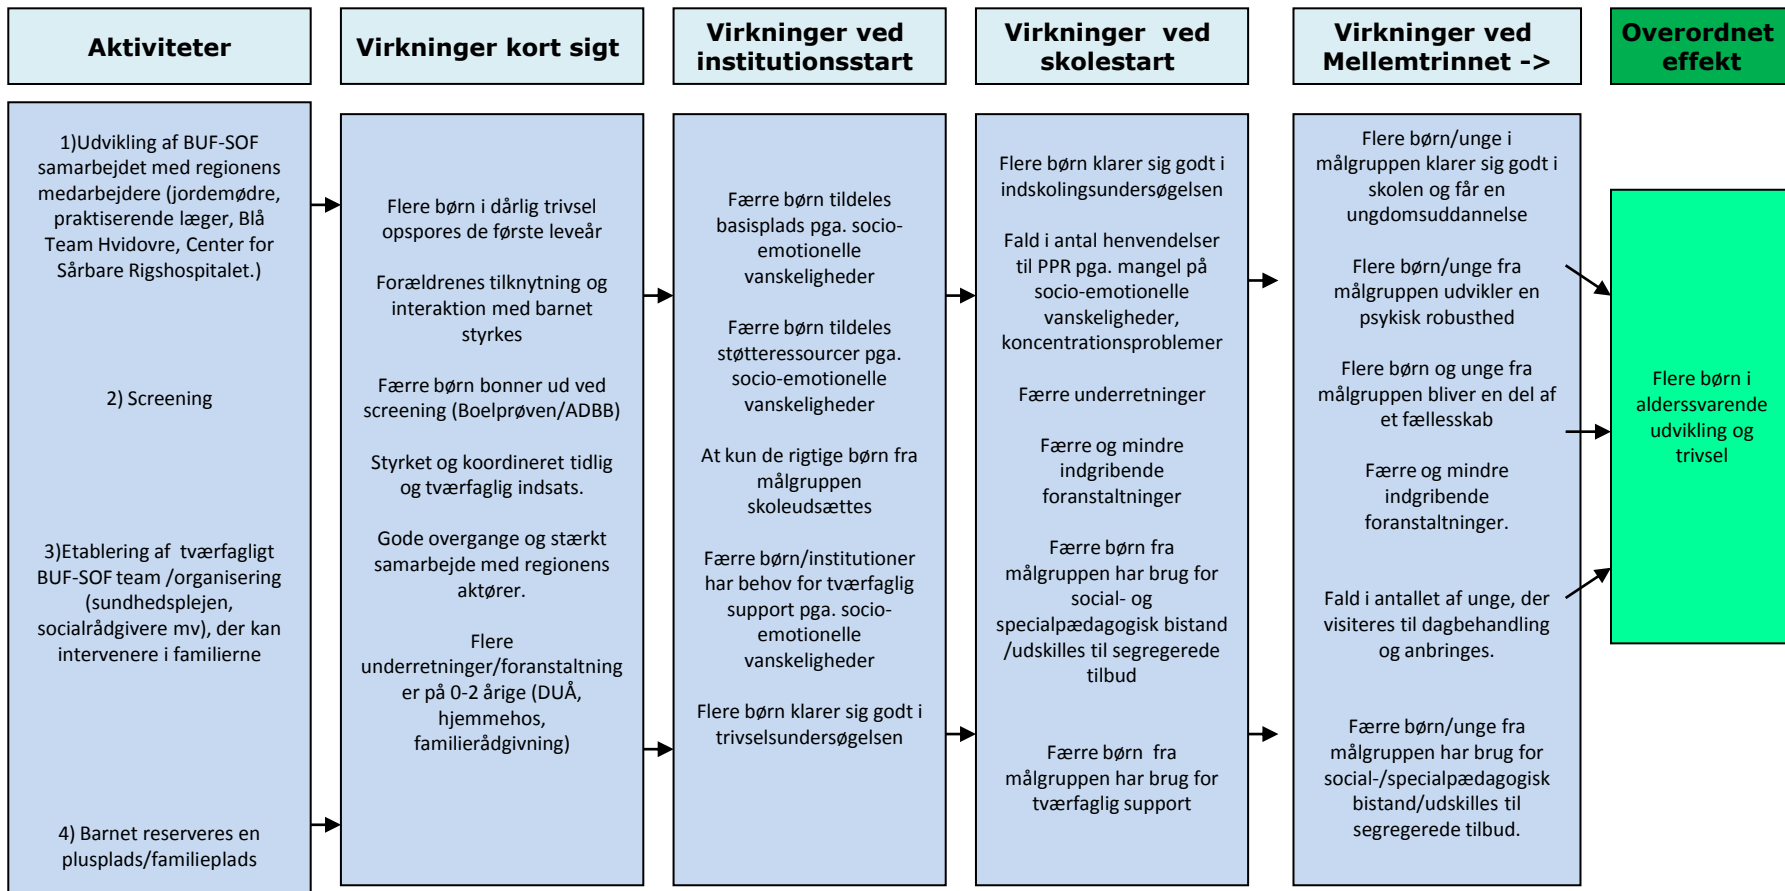 Aktiviteter
1)Udvikling af BUF-SOF
samarbejdet med regionens
medarbejdere (jordemødre,
praktiserende læger, Blå
Team Hvidovre, Center for
Sårbare Rigshospitalet.)
2) Screening
3)Etablering af  tværfagligt
BUF-SOF team /organisering
(sundhedsplejen,
socialrådgivere mv), der kan
intervenere i familierne
4) Barnet reserveres en
plusplads/familieplads
Virkninger kort sigt
Flere børn i dårlig trivsel
opspores de første leveår
Forældrenes tilknytning og
interaktion med barnet
styrkes
Færre børn bonner ud ved
screening (Boelprøven/ADBB)
Styrket og koordineret tidlig
og tværfaglig indsats.
Gode overgange og stærkt
samarbejde med regionens
aktører.
Flere
underretninger/foranstaltning
er på 0-2 årige (DUÅ,
hjemmehos,
familierådgivning)
Virkninger ved
institutionsstart
Færre børn tildeles
basisplads pga. socio-
emotionelle
vanskeligheder
Færre børn tildeles
støtteressourcer pga.
socio-emotionelle
vanskeligheder
At kun de rigtige børn fra
målgruppen
skoleudsættes
Færre børn/institutioner
har behov for tværfaglig
support pga. socio-
emotionelle
vanskeligheder
Flere børn klarer sig godt i
trivselsundersøgelsen
Virkninger  ved
skolestart
Flere børn klarer sig godt i
indskolingsundersøgelsen
Fald i antal henvendelser
til PPR pga. mangel på
socio-emotionelle
vanskeligheder,
koncentrationsproblemer
Færre underretninger
Færre og mindre
indgribende
foranstaltninger
Færre børn fra
målgruppen har brug for
social- og
specialpædagogisk bistand
/udskilles til segregerede
tilbud
Færre børn  fra
målgruppen har brug for
tværfaglig support
Virkninger ved
Mellemtrinnet ->
Flere børn/unge i
målgruppen klarer sig godt i
skolen og får en
ungdomsuddannelse
Flere børn/unge fra
målgruppen udvikler en
psykisk robusthed
Flere børn og unge fra
målgruppen bliver en del af
et fællesskab
Færre og mindre
indgribende
foranstaltninger.
Fald i antallet af unge, der
visiteres til dagbehandling
og anbringes.
Færre børn/unge fra
målgruppen har brug for
social-/specialpædagogisk
bistand/udskilles til
segregerede tilbud.
Overordnet
effekt
Flere børn i
alderssvarende
udvikling og
trivsel